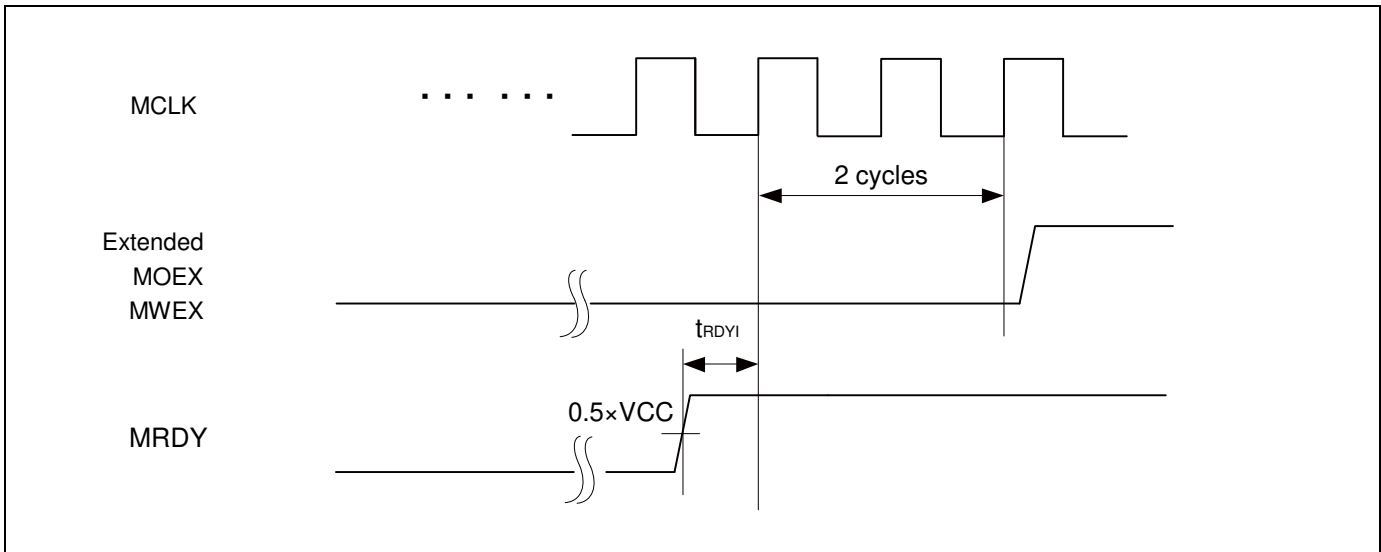 MCLK
... ...
2 cycles
Extended
MOEX
MWEX
tRDYI
0.5×VCC
MRDY